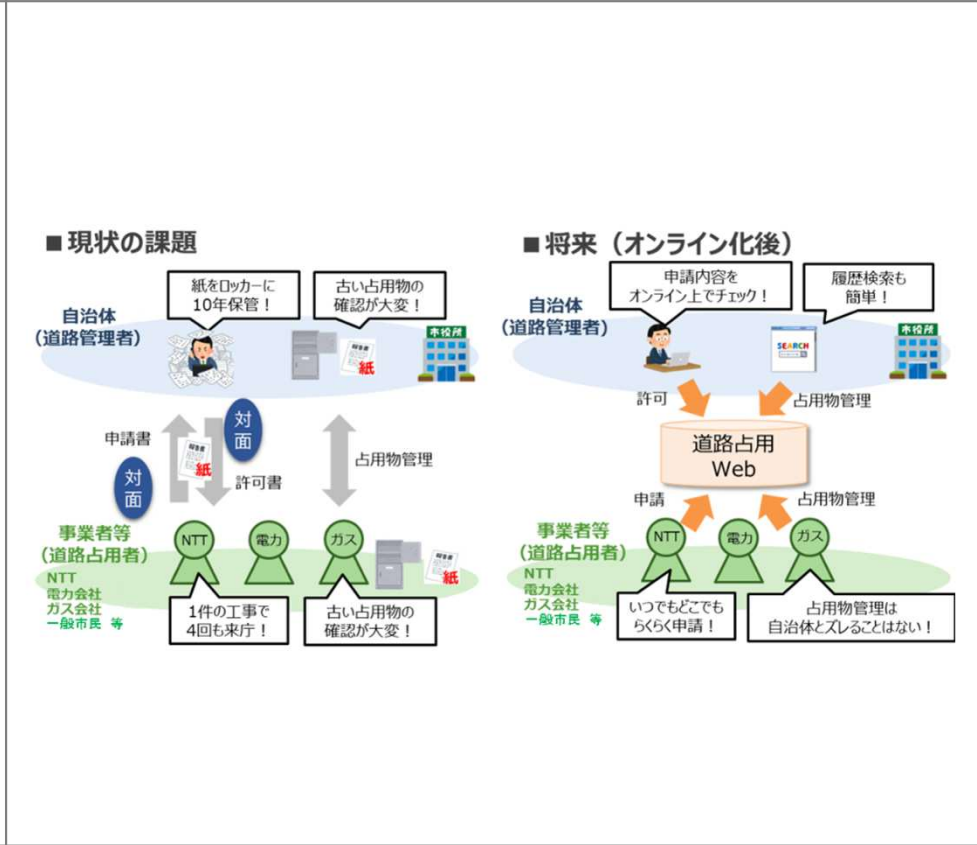 ■現状の課題
紙をロッカーに
10年保管！
古い占用物の
確認が大変！
自治体
（道路管理者）
市役所
報告書
紙
対面
申請書
報告書
紙
対面
許可書
占用物管理
事業者等
（道路占用者）
NTT
電力会社
ガス会社
一般市民 等
NTT
電力
ガス
報告書
紙
1件の工事で
4回も来庁！
古い占用物の
確認が大変！
■将来（オンライン化後）
申請内容を
オンライン上でチェック！
履歴検索も
簡単！
自治体
（道路管理者）
SEARCH
市役所
許可
占用物管理
道路占用
Web
申請
占用物管理
事業者等
（道路占用者）
NTT
電力会社
ガス会社
一般市民 等
NTT
電力
ガス
いつでもどこでも
らくらく申請！
占用物管理は
自治体とズレることはない！